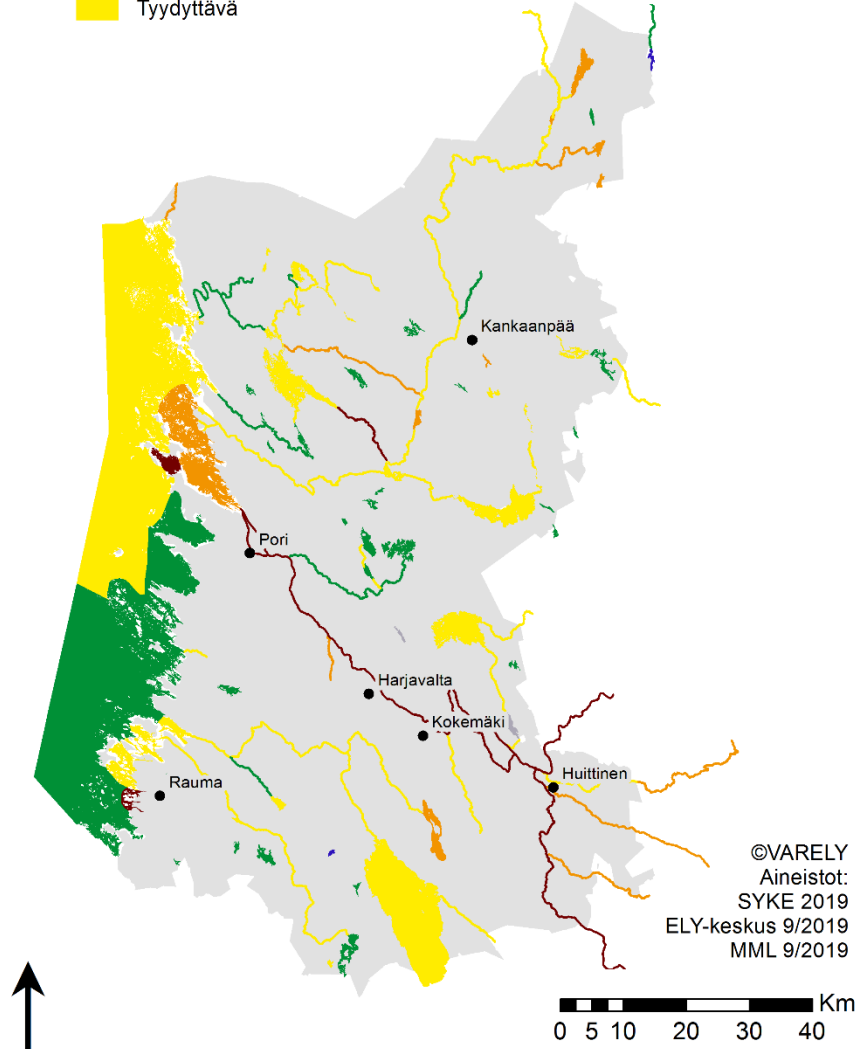 Tyydyttävä
Kankaanpää
Pori
Harjavalta
Kokemäki
Huittinen
Rauma
©VARELY
Aineistot:
SYKE 2019
ELY-keskus 9/2019
MML 9/2019
Km
0 5 10 20 30 40